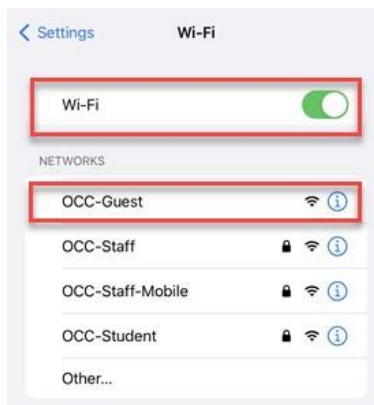 Settings Wi-Fi
Wi-Fi
NETWORKS
OCC-Guest
OCC-Staff
OCC-Staff-Mobile
OCC-Student
Other...